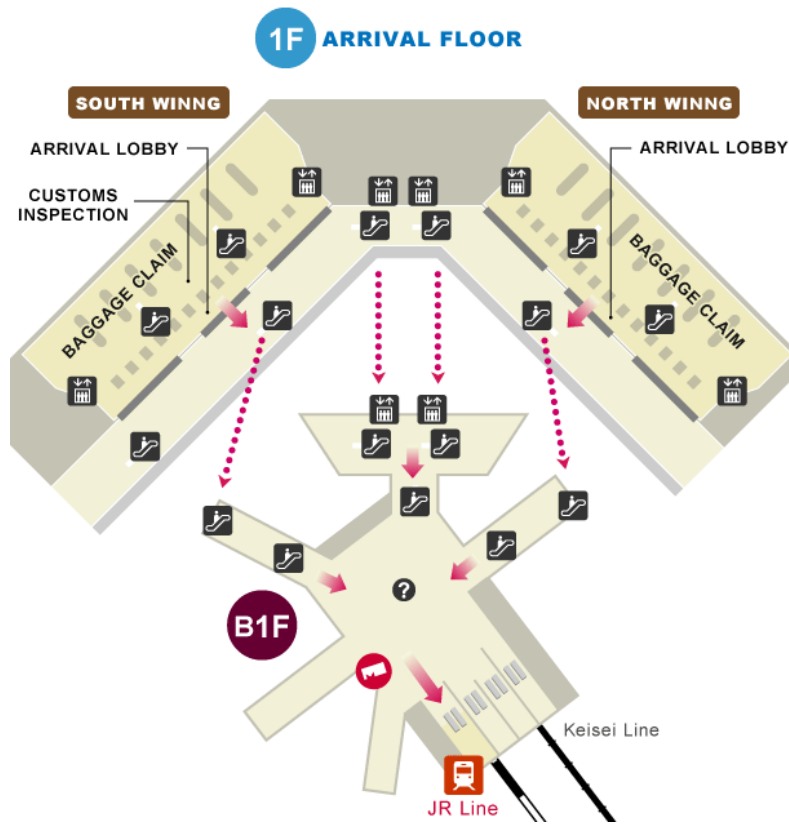 1F ARRIVAL FLOOR
SOUTH WINNG
NORTH WINNG
ARRIVAL LOBBY
ARRIVAL LOBBY
CUSTOMS
INSPECTION
BAGGAGE CLAIM
BAGGAGE CLAIM
?
B1F
Keisei Line
JR Line